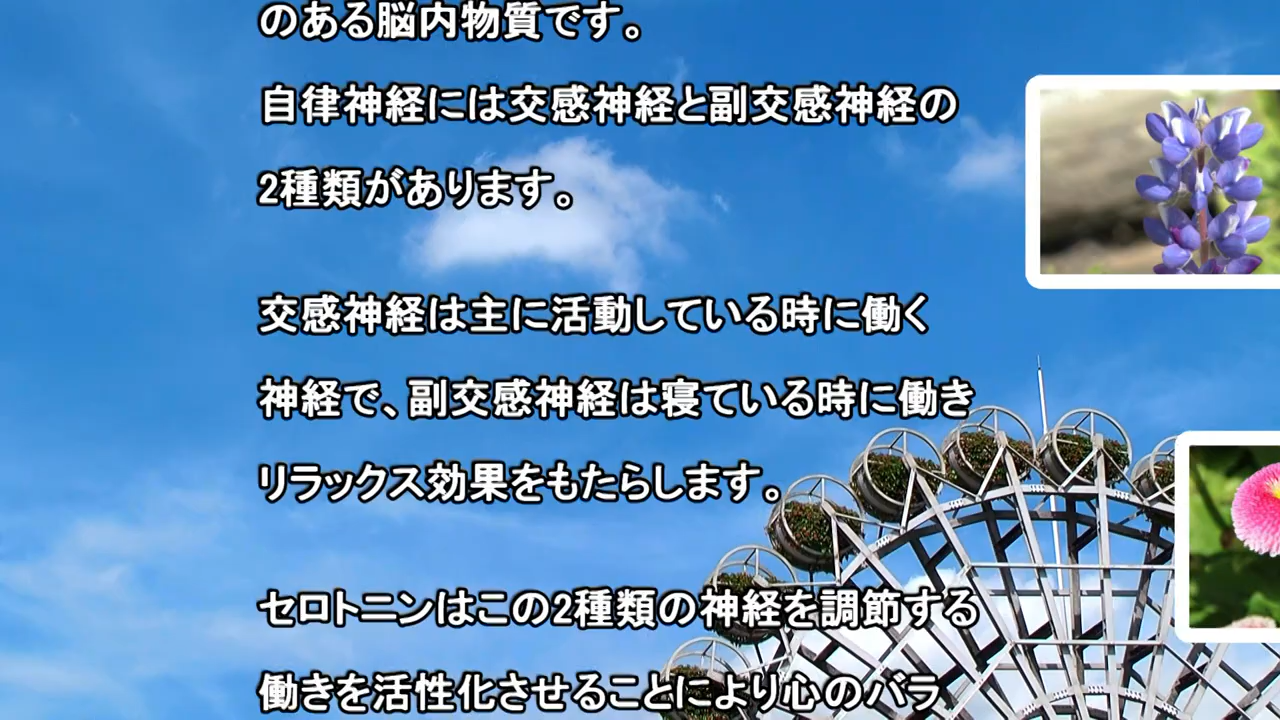 のある脳内物質です。
自律神経には交感神経と副交感神経の
2種類があります。
交感神経は主に活動している時に働く
神経で、副交感神経は寝ている時に働き
リラックス効果をもたらします。
セロトニンはこの2種類の神経を調節する
働きを活性化させることにより心のバラ